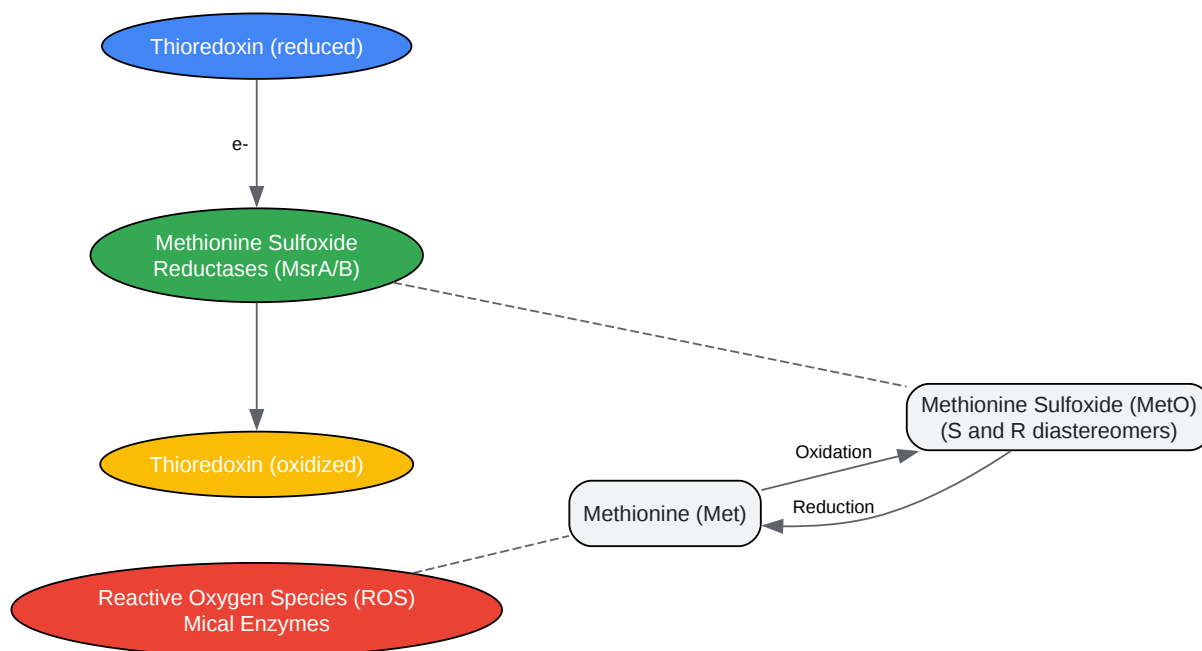 Thioredoxin (reduced)
e-
Methionine Sulfoxide
Reductases (MsrA/B)
Methionine Sulfoxide (MetO)
(S and R diastereomers)
Oxidation
Thioredoxin (oxidized)
Reduction
Methionine (Met)
Reactive Oxygen Species (ROS)
Mical Enzymes